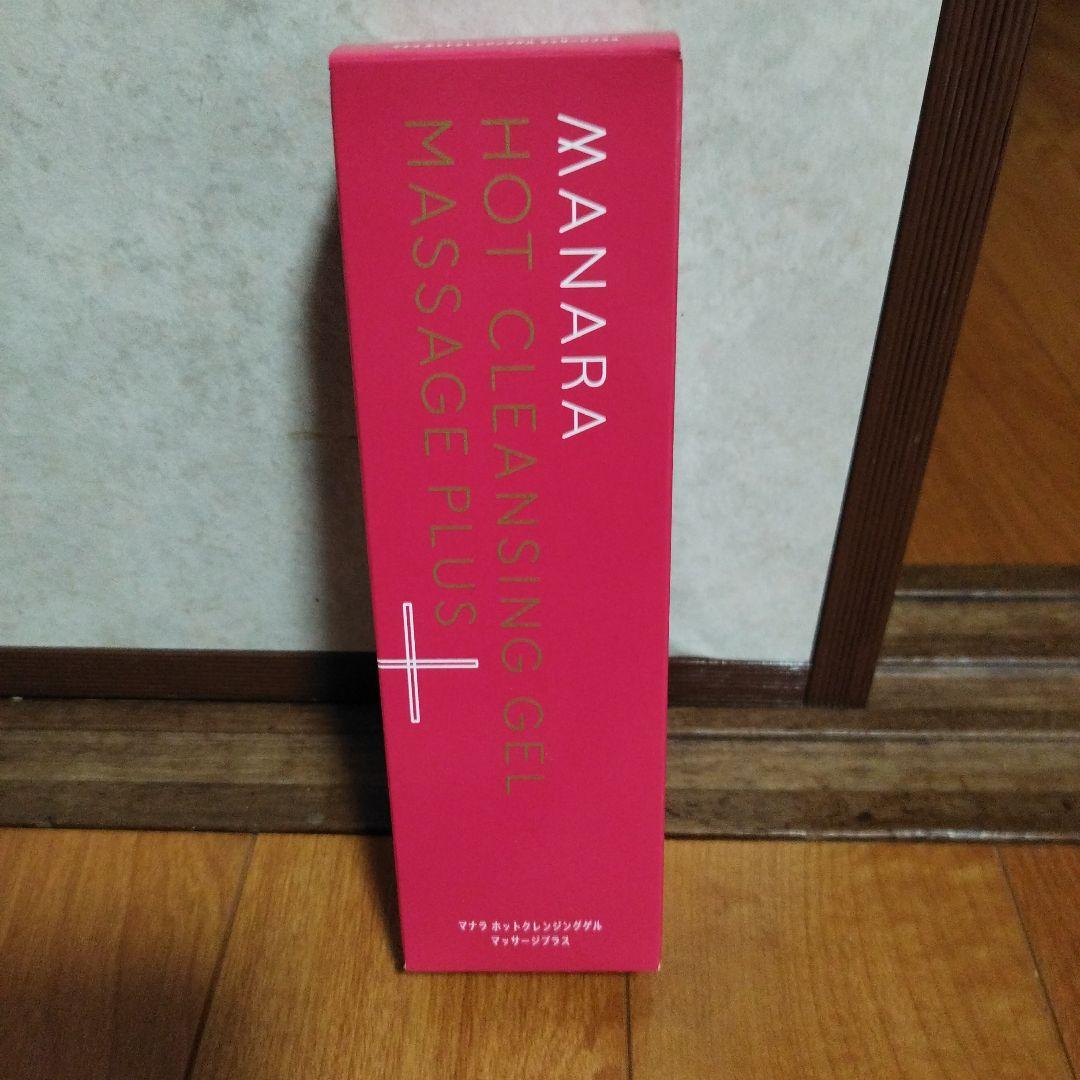 MANARA
HOT CLEANSING GEL
MASSAGE PLUS
マナラ ホットクレンジングゲル
マッサージプラス